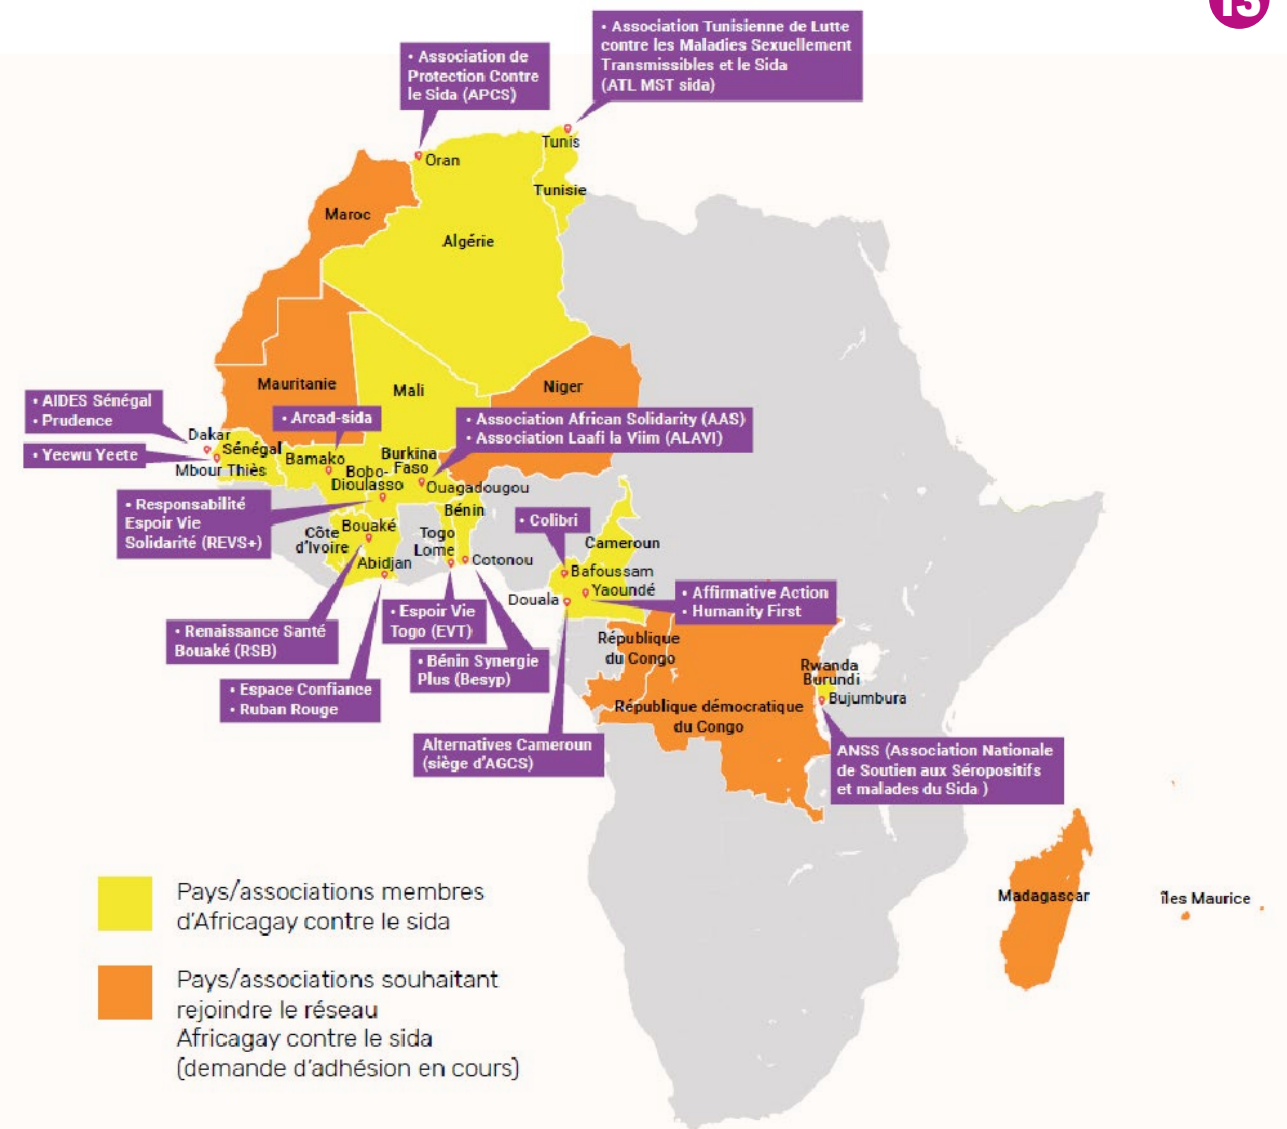 13
• Association Tunisienne de Lutte
contre les Maladies Sexuellement
Transmissibles et le Sida
(ATL MST sida)
• Association de
Protection Contre
le Sida (APCS)
Tunis
Oran
Tunisie
Maroc
Algérie
Mauritanie
Mali
Niger
• AIDES Sénégal
• Prudence
• Arcad-sida
• Association African Solidarity (AAS)
• Association Laafi la Viim (ALAVI)
Dakar
Sénégal
• Yeewu Yeete
Mbour Thiès
Bamako
Burkina
Faso
Bobo-
Dioulasso
Ouagadougou
• Responsabilité
Espoir Vie
Solidarité (REVS+)
Bénin
• Colibri
Côte
d'Ivoire
Bouaké
Togo
Lome
Cameroun
Abidjan
Cotonou
Bafoussam
Yaoundé
Douala
• Affirmative Action
• Humanity First
• Espoir Vie
Togo (EVT)
• Renaissance Santé
Bouaké (RSB)
République
du Congo
• Bénin Synergie
Plus (Besyp)
Rwanda
Burundi
Bujumbura
• Espace Confiance
• Ruban Rouge
République démocratique
du Congo
Alternatives Cameroun
(siège d'AGCS)
ANSS (Association Nationale
de Soutien aux Séropositifs
et malades du Sida )
Madagascar
îles Maurice
Pays/associations membres
d'Africagay contre le sida
Pays/associations souhaitant
rejoindre le réseau
Africagay contre le sida
(demande d'adhésion en cours)